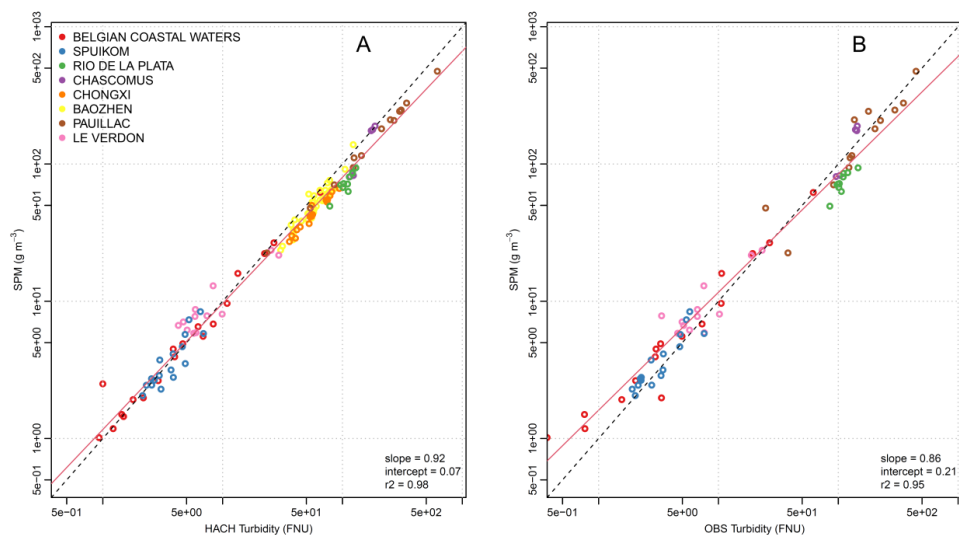 A
BELGIAN COASTAL WATERS
SPUIKOM
RIO DE LA PLATA
CHASCOMUS
CHONGXI
BAOZHEN
PAUILLAC
LE VERDON
SPM (g m⁻³)
1e+03
5e+02
1e+02
5e+01
1e+01
5e+00
1e+00
5e−01
slope = 0.92
intercept = 0.07
r2 = 0.98
5e−01
5e+00
5e+01
5e+02
HACH Turbidity (FNU)
B
SPM (g m⁻³)
1e+03
5e+02
1e+02
5e+01
1e+01
5e+00
1e+00
5e−01
slope = 0.86
intercept = 0.21
r2 = 0.95
5e−01
5e+00
5e+01
5e+02
OBS Turbidity (FNU)